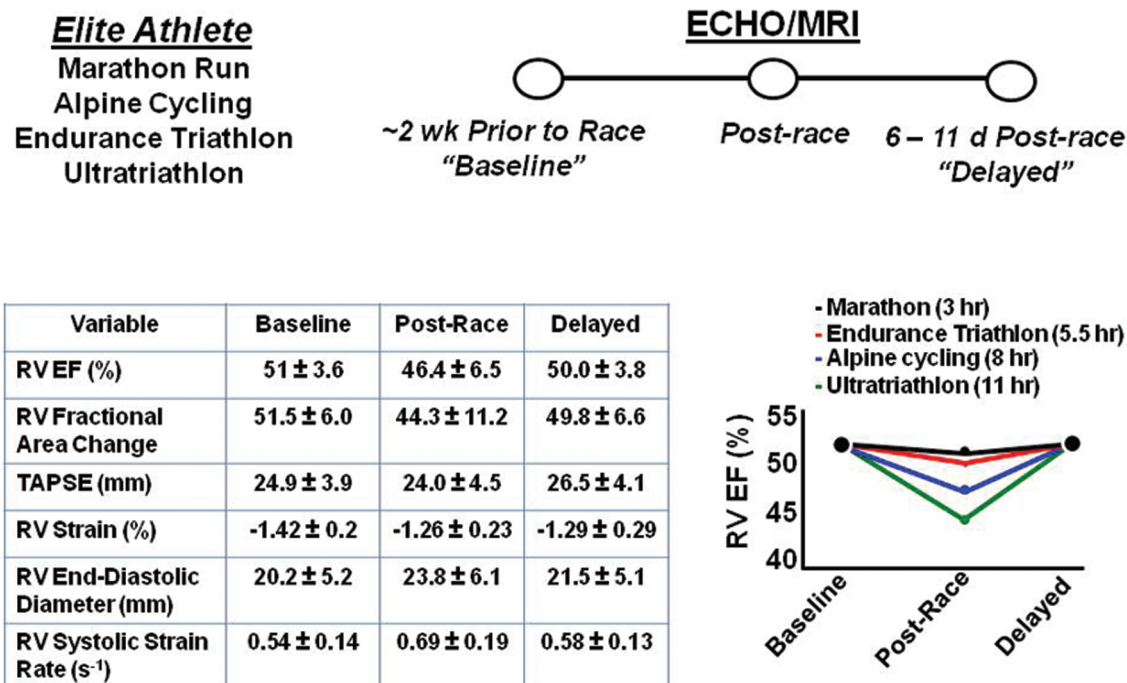 Elite Athlete
Marathon Run
Alpine Cycling
Endurance Triathlon
Ultratriathlon
ECHO/MRI
~2 wk Prior to Race
“Baseline”
Post-race
6 – 11 d Post-race
“Delayed”
Variable Baseline Post-Race Delayed
RV EF (%) 51 ± 3.6 46.4 ± 6.5 50.0 ± 3.8
RV Fractional
Area Change 51.5 ± 6.0 44.3 ± 11.2 49.8 ± 6.6
TAPSE (mm) 24.9 ± 3.9 24.0 ± 4.5 26.5 ± 4.1
RV Strain (%) -1.42 ± 0.2 -1.26 ± 0.23 -1.29 ± 0.29
RV End-Diastolic
Diameter (mm) 20.2 ± 5.2 23.8 ± 6.1 21.5 ± 5.1
RV Systolic Strain
Rate (s-1) 0.54 ± 0.14 0.69 ± 0.19 0.58 ± 0.13
- Marathon (3 hr)
- Endurance Triathlon (5.5 hr)
- Alpine cycling (8 hr)
- Ultratriathlon (11 hr)
RV EF (%)
55
50
45
40
Baseline
Post-Race
Delayed